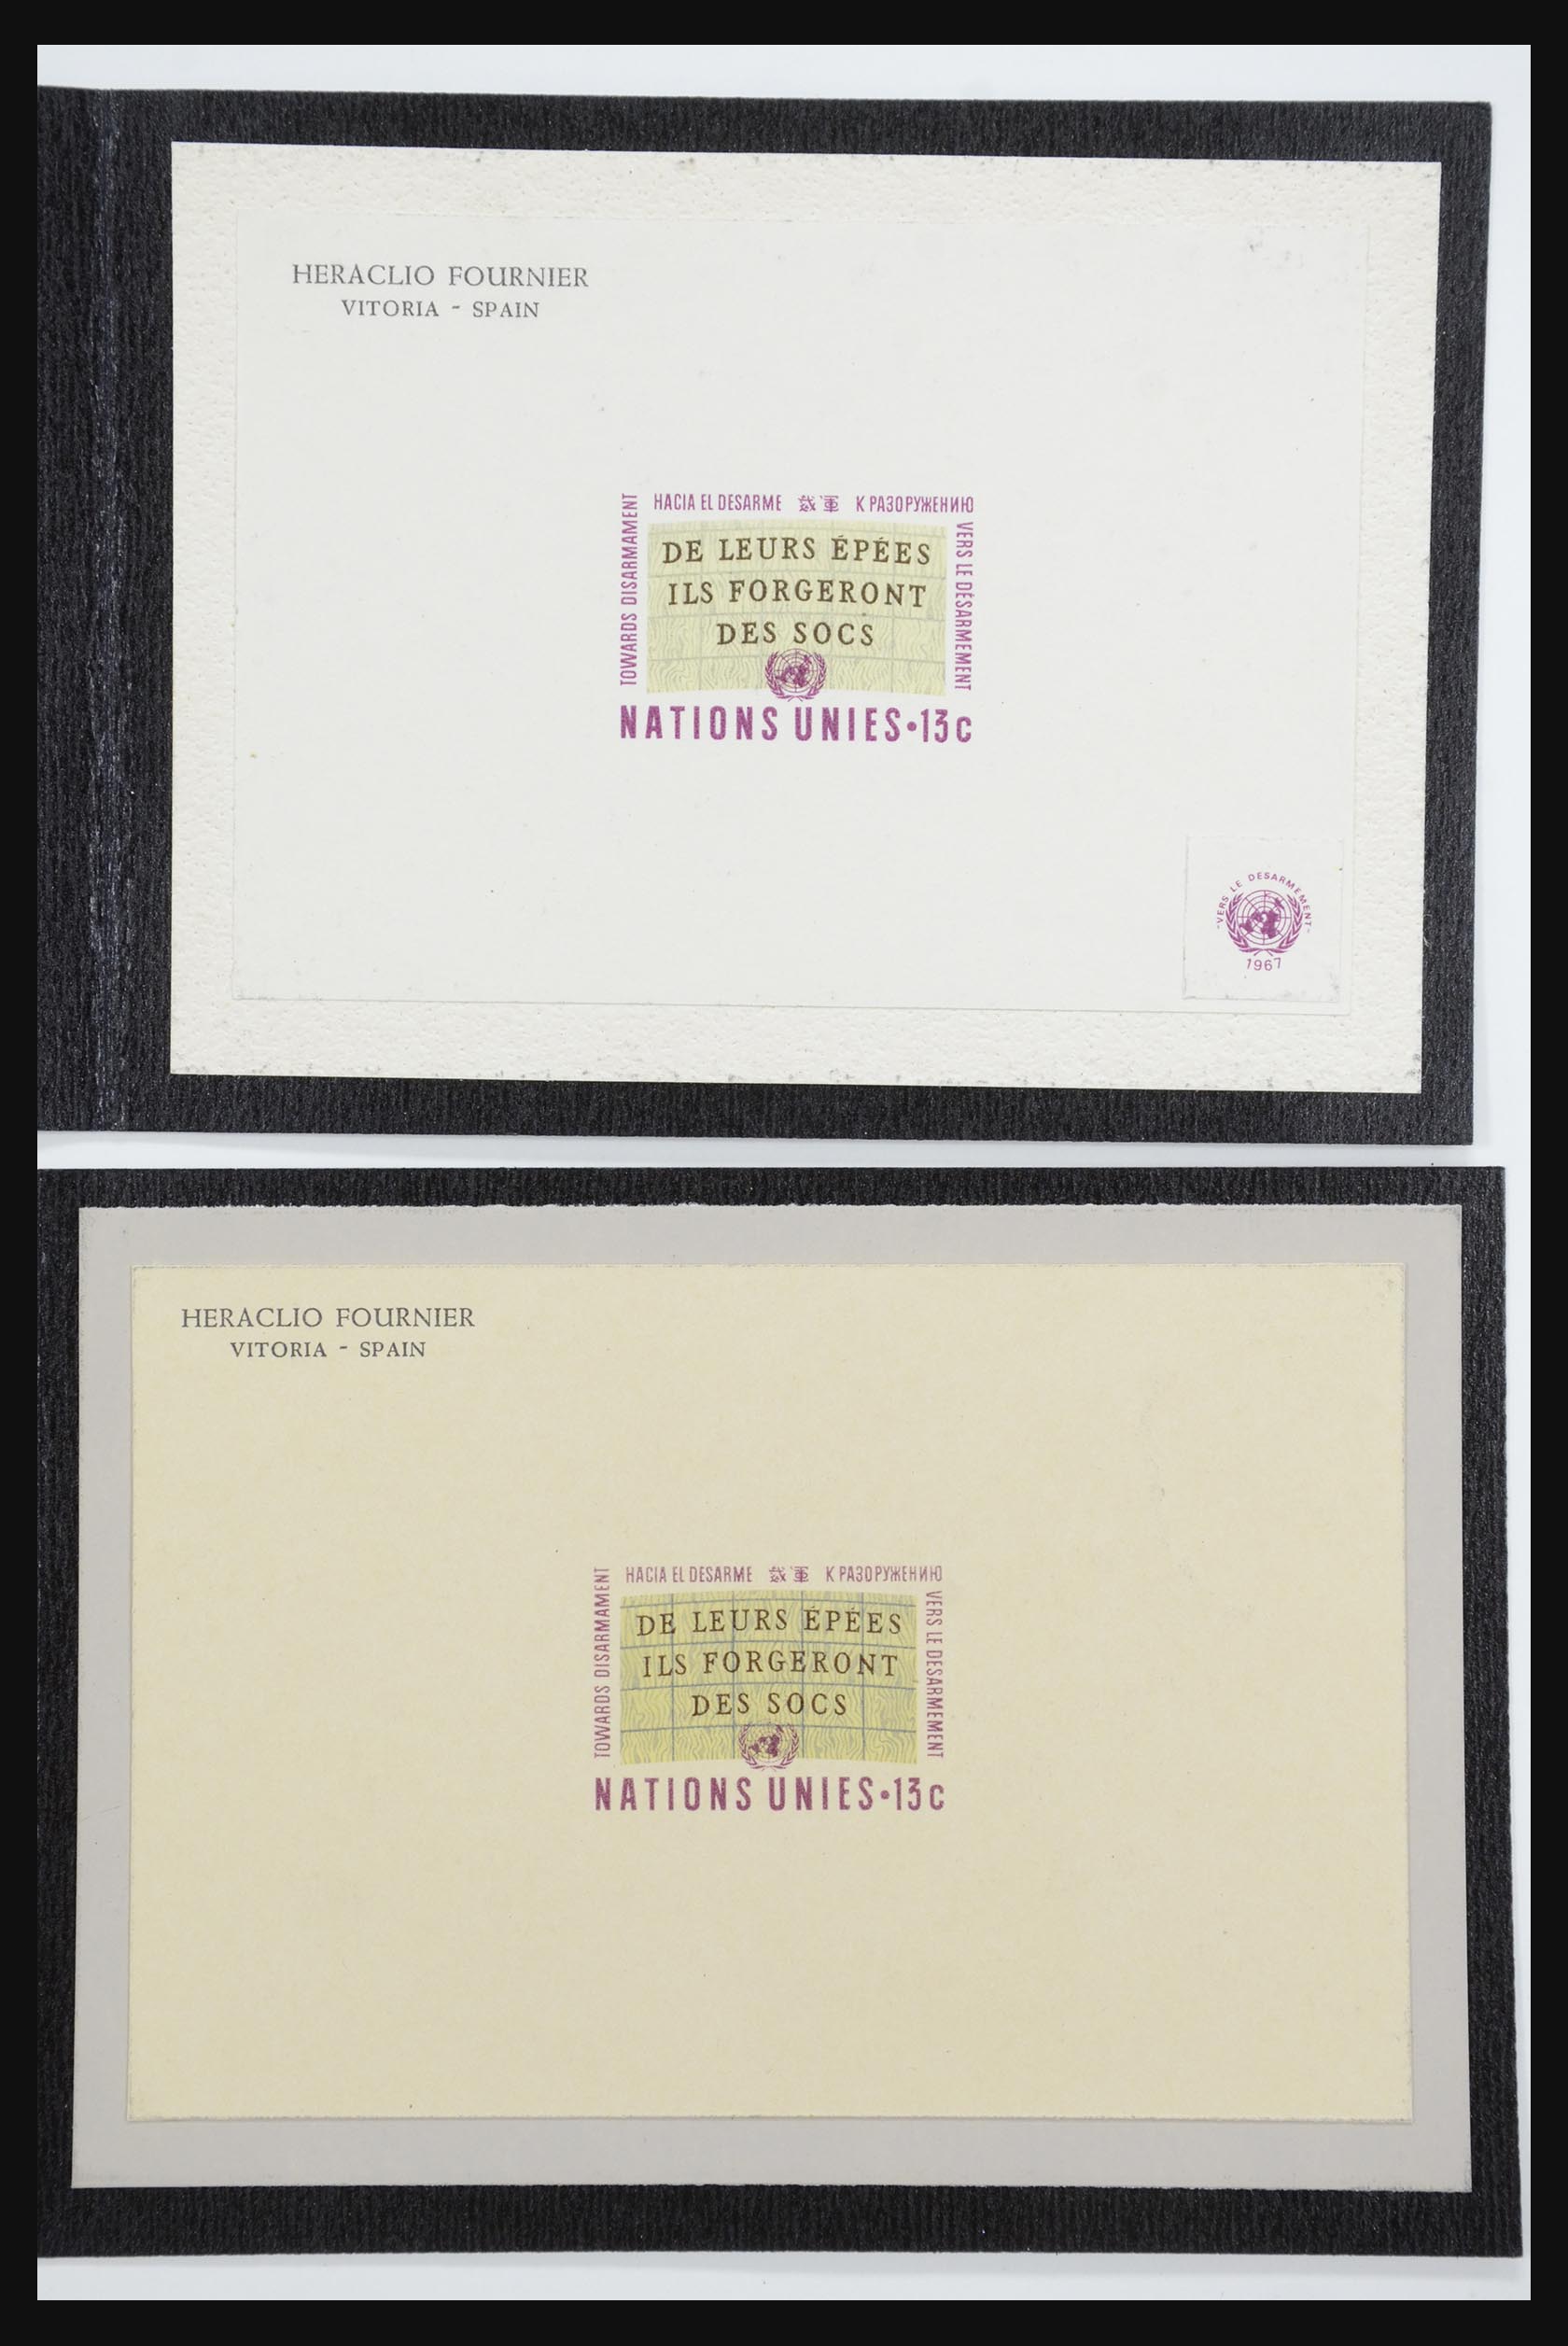 HERACLIO FOURNIER
VITORIA - SPAIN
HACIA EL DESARME 裁軍 К РАЗОРУЖЕНИЮ
TOWARDS DISARMAMENT
VERS LE DÉSARMEMENT
DE LEURS ÉPÉES
ILS FORGERONT
DES SOCS
NATIONS UNIES•13c
"VERS LE DESARMEMENT"
1967
HERACLIO FOURNIER
VITORIA - SPAIN
HACIA EL DESARME 裁軍 К РАЗОРУЖЕНИЮ
TOWARDS DISARMAMENT
VERS LE DÉSARMEMENT
DE LEURS ÉPÉES
ILS FORGERONT
DES SOCS
NATIONS UNIES•13c